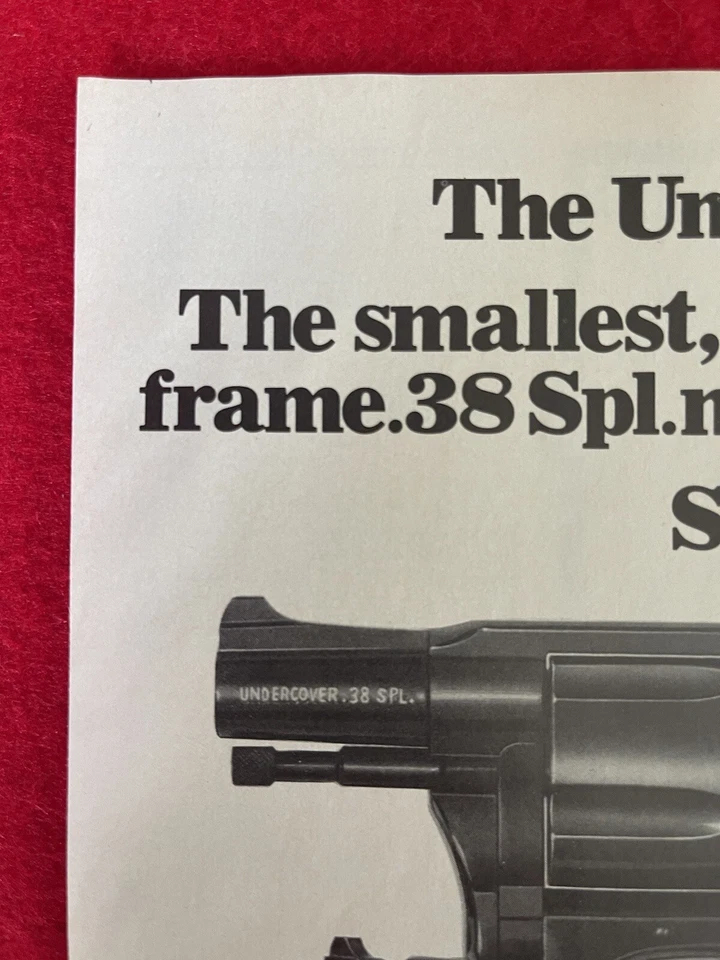 The Un
The smallest,
frame.38 Spl.n
S
UNDERCOVER .38 SPL.